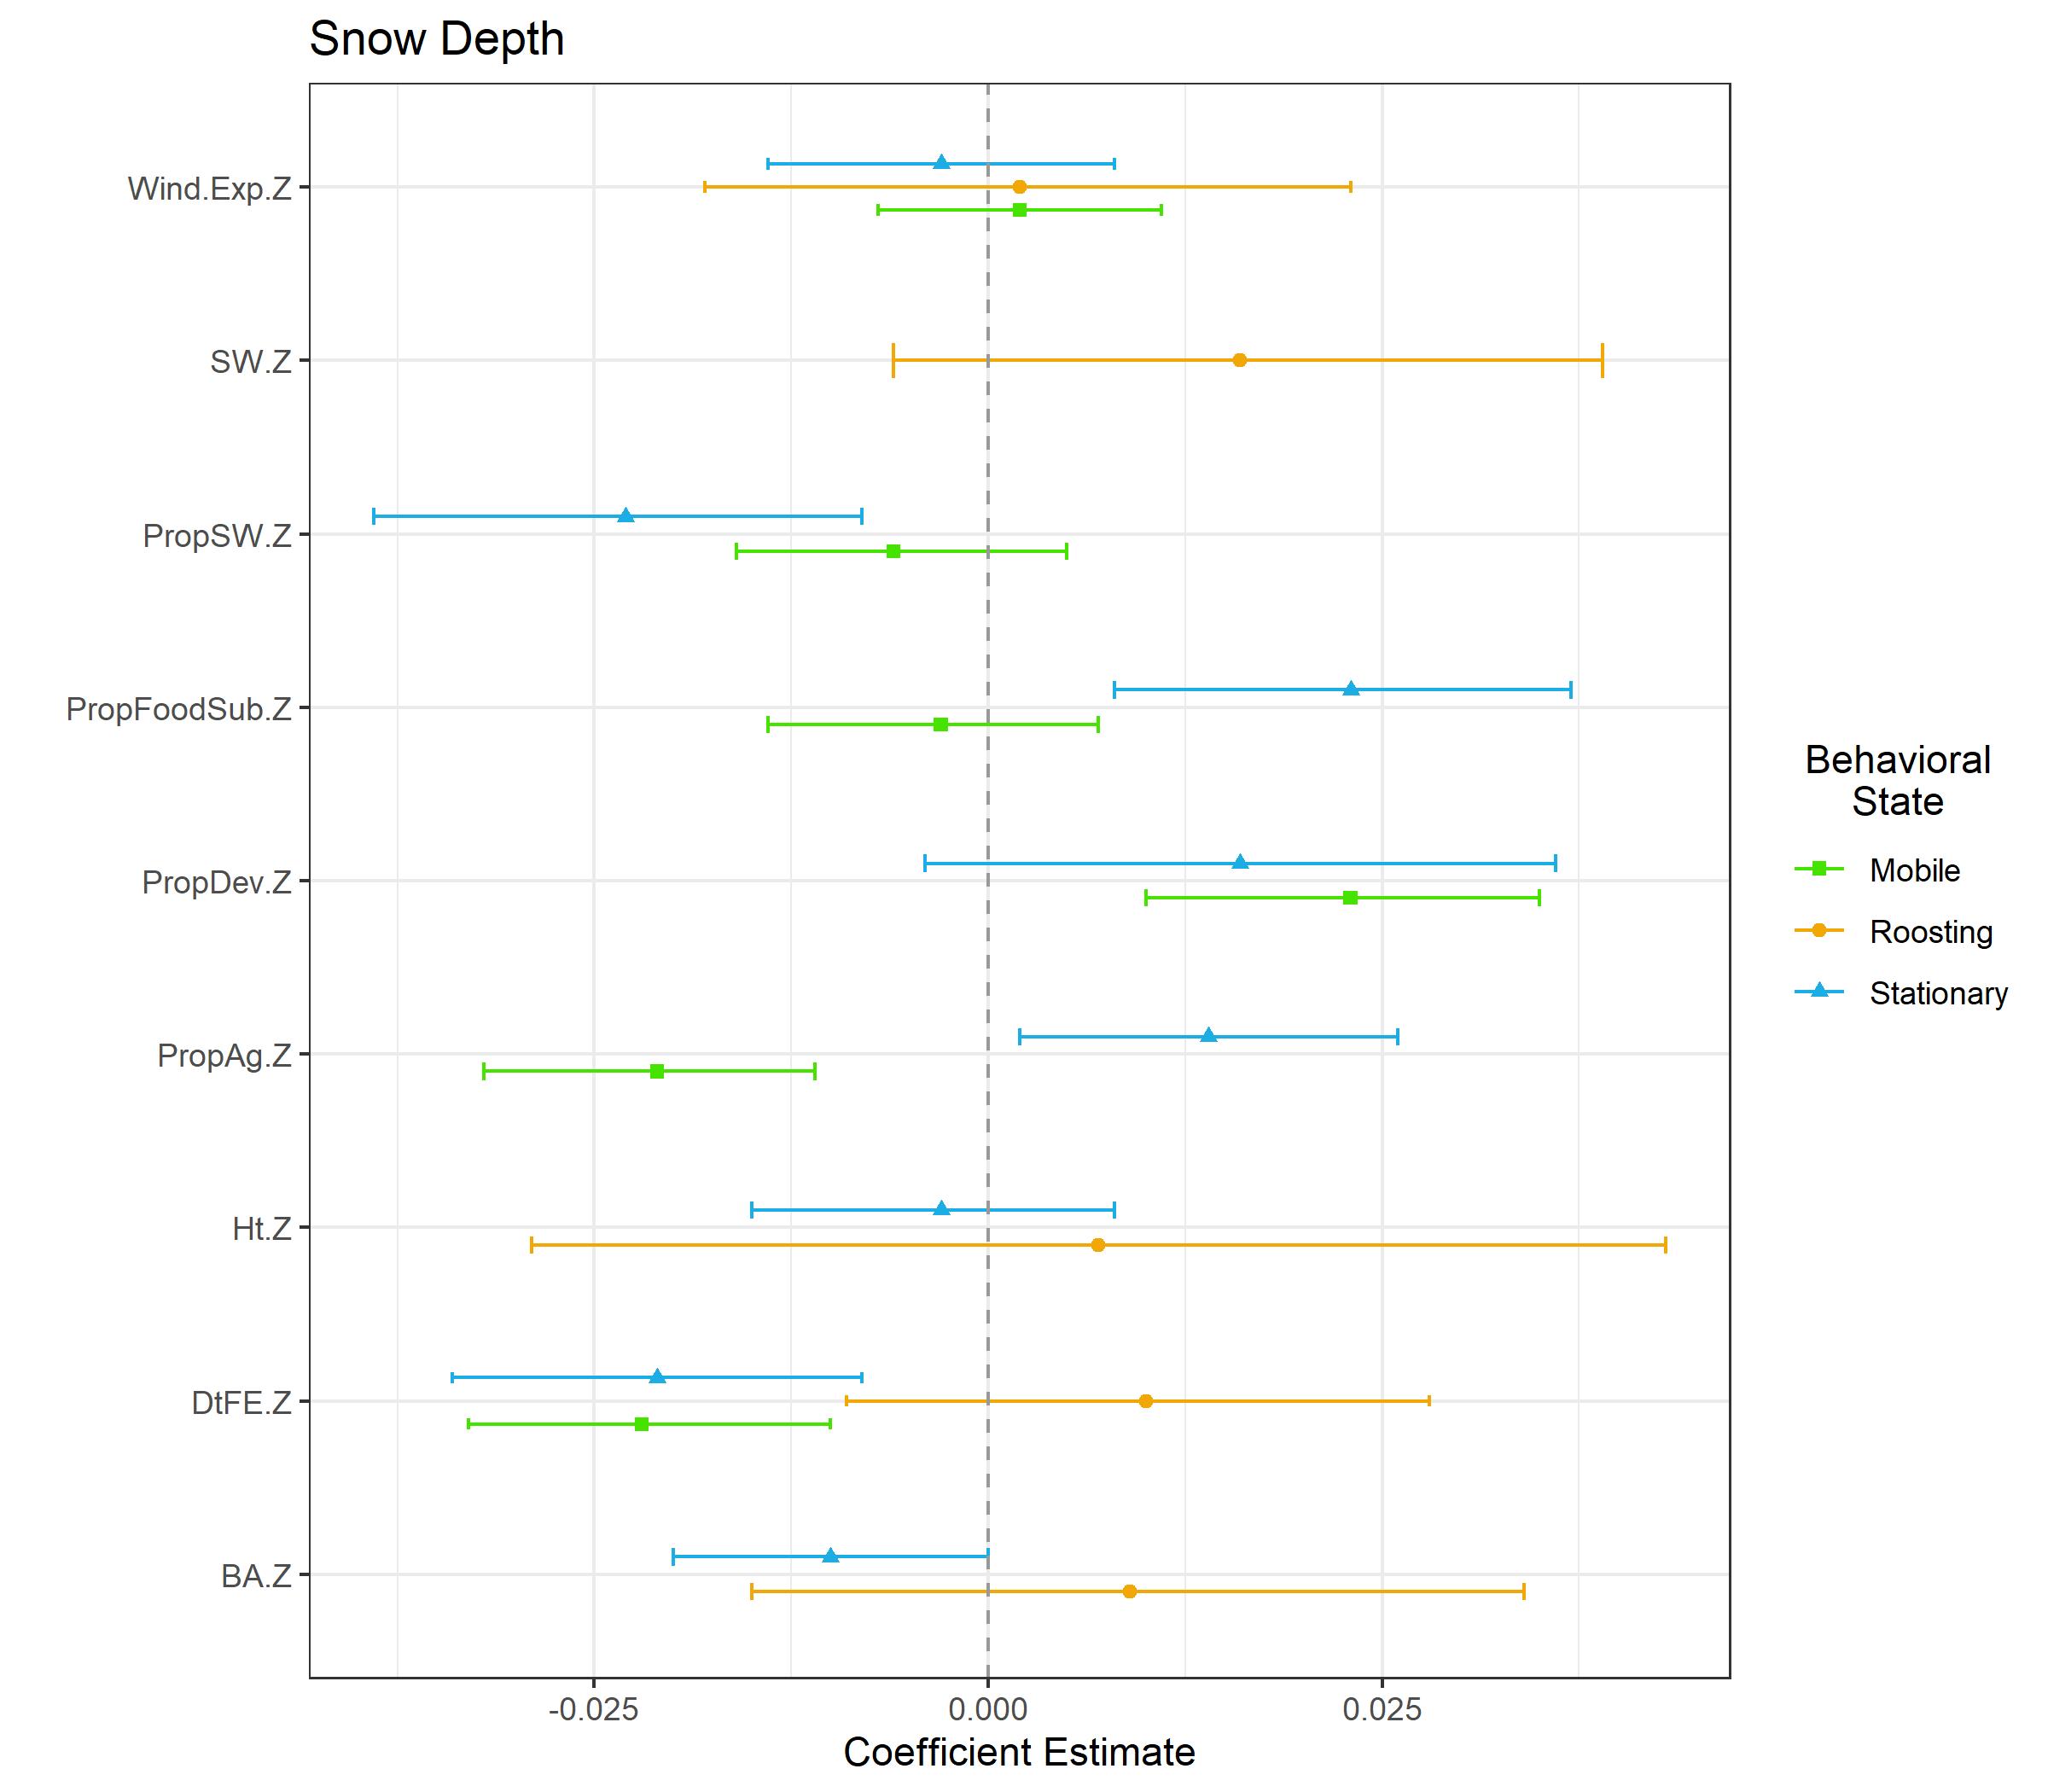 Snow Depth
Wind.Exp.Z
SW.Z
PropSW.Z
PropFoodSub.Z
PropDev.Z
PropAg.Z
Ht.Z
DtFE.Z
BA.Z
-0.025
0.000
0.025
Coefficient Estimate
Behavioral
State
Mobile
Roosting
Stationary